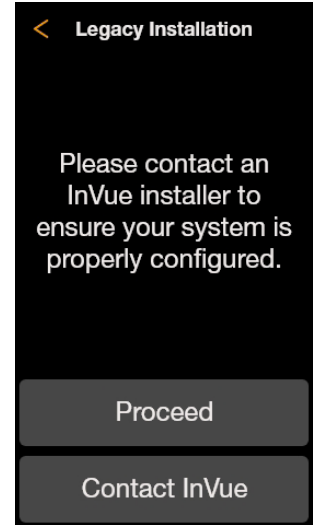 Legacy Installation
Please contact an
InVue installer to
ensure your system is
properly configured.
Proceed
Contact InVue